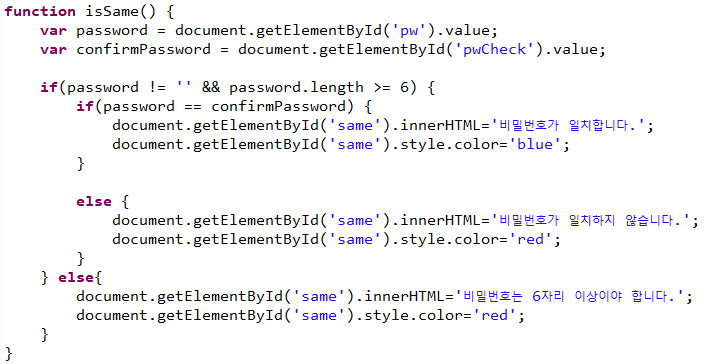 function isSame() {
    var password = document.getElementById('pw').value;
    var confirmPassword = document.getElementById('pwCheck').value;

    if(password != '' && password.length >= 6) {
        if(password == confirmPassword) {
            document.getElementById('same').innerHTML='비밀번호가 일치합니다.';
            document.getElementById('same').style.color='blue';
        }

        else {
            document.getElementById('same').innerHTML='비밀번호가 일치하지 않습니다.';
            document.getElementById('same').style.color='red';
        }
    } else{
        document.getElementById('same').innerHTML='비밀번호는 6자리 이상이야 합니다.';
        document.getElementById('same').style.color='red';
    }
}